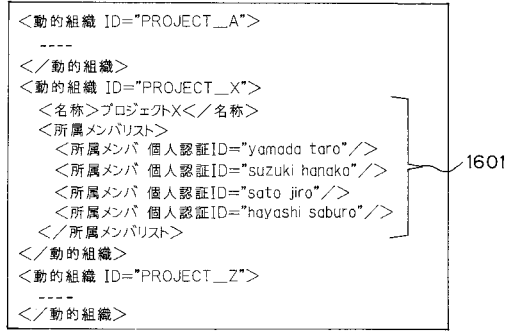 <動的組織 ID="PROJECT__A">
----
</動的組織>
<動的組織 ID="PROJECT__X">
<名称>プロジェクトX</名称>
<所属メンバリスト>
<所属メンバ 個人認証ID="yamada taro"/>
<所属メンバ 個人認証ID="suzuki hanako"/>
<所属メンバ 個人認証ID="sato jiro"/>
<所属メンバ 個人認証ID="hayashi saburo"/>
</所属メンバリスト>
</動的組織>
<動的組織 ID="PROJECT__Z">
----
</動的組織>
1601